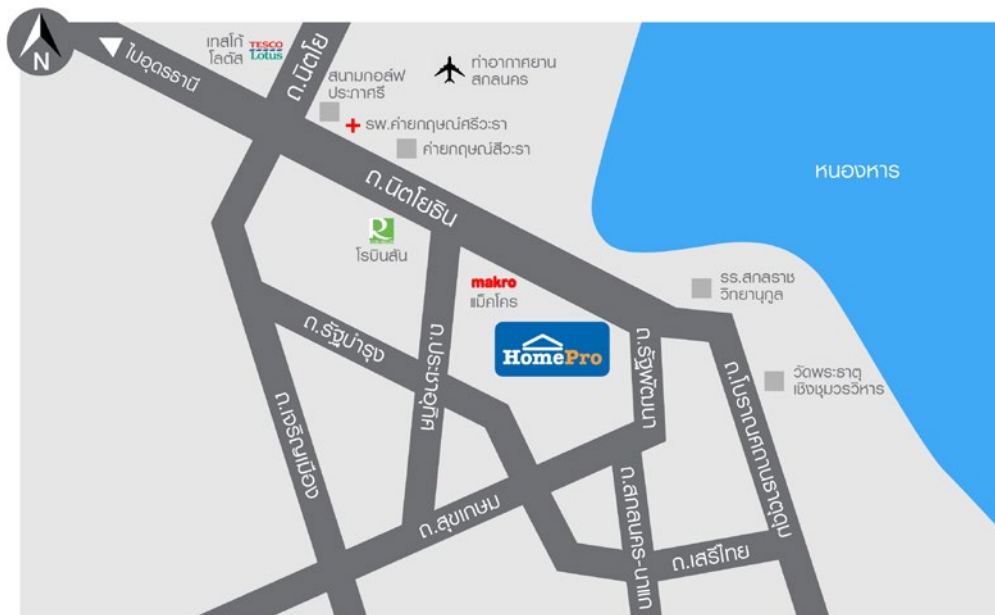 N
ไปอุดรธานี
เทสโก้
โลตัส
TESCO
Lotus
ถ.นิตโย
สนามกอล์ฟ
ประภาศรี
ท่าอากาศยาน
สกลนคร
รพ.ค่ายกฤษณ์ศรีวะรา
ค่ายกฤษณ์สีวะรา
หนองหาร
ถ.นิตโยธิน
R
โรบินสัน
makro
แม็คโคร
HomePro
รร.สกลราช
วิทยานุกูล
วัดพระธาตุ
เชิงชุมวรวิหาร
ถ.รัฐบำรุง
ถ.ประชาอุทิศ
ถ.รัฐพัฒนา
ถ.โบราณศถานธาตุดุม
ถ.เจริญเมือง
ถ.สุขเกษม
ถ.สกลนคร-นาแก
ถ.เสรีไทย